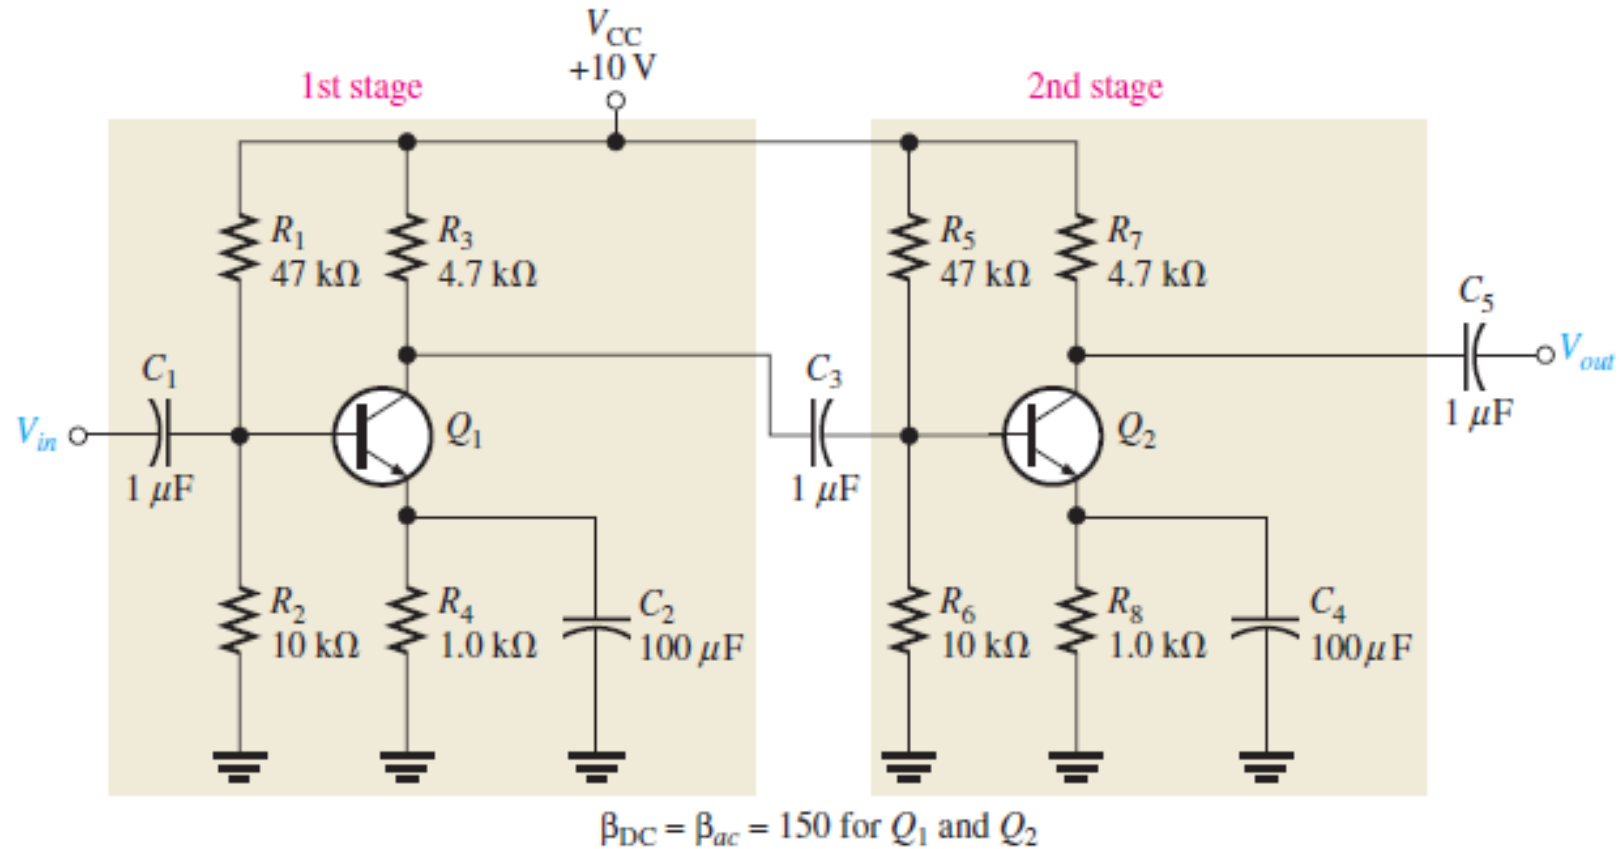 V_CC
+10 V
1st stage
2nd stage
R_1
47 kΩ
R_3
4.7 kΩ
R_5
47 kΩ
R_7
4.7 kΩ
C_5
V_out
1 μF
C_1
V_in
1 μF
Q_1
C_3
1 μF
Q_2
R_2
10 kΩ
R_4
1.0 kΩ
C_2
100 μF
R_6
10 kΩ
R_8
1.0 kΩ
C_4
100 μF
β_DC = β_ac = 150 for Q_1 and Q_2